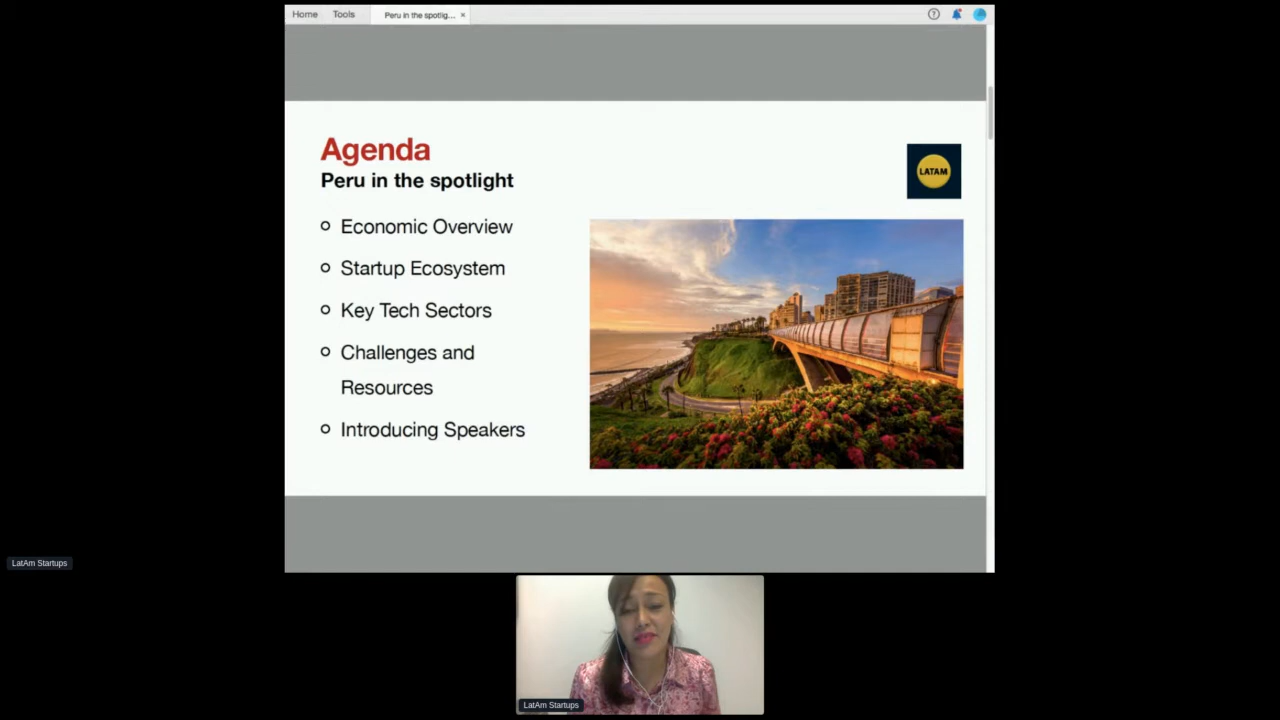 Home Tools Peru in the spotlig... ×
Agenda
Peru in the spotlight
LATAM
Economic Overview
Startup Ecosystem
Key Tech Sectors
Challenges and
Resources
Introducing Speakers
LatAm Startups
LatAm Startups